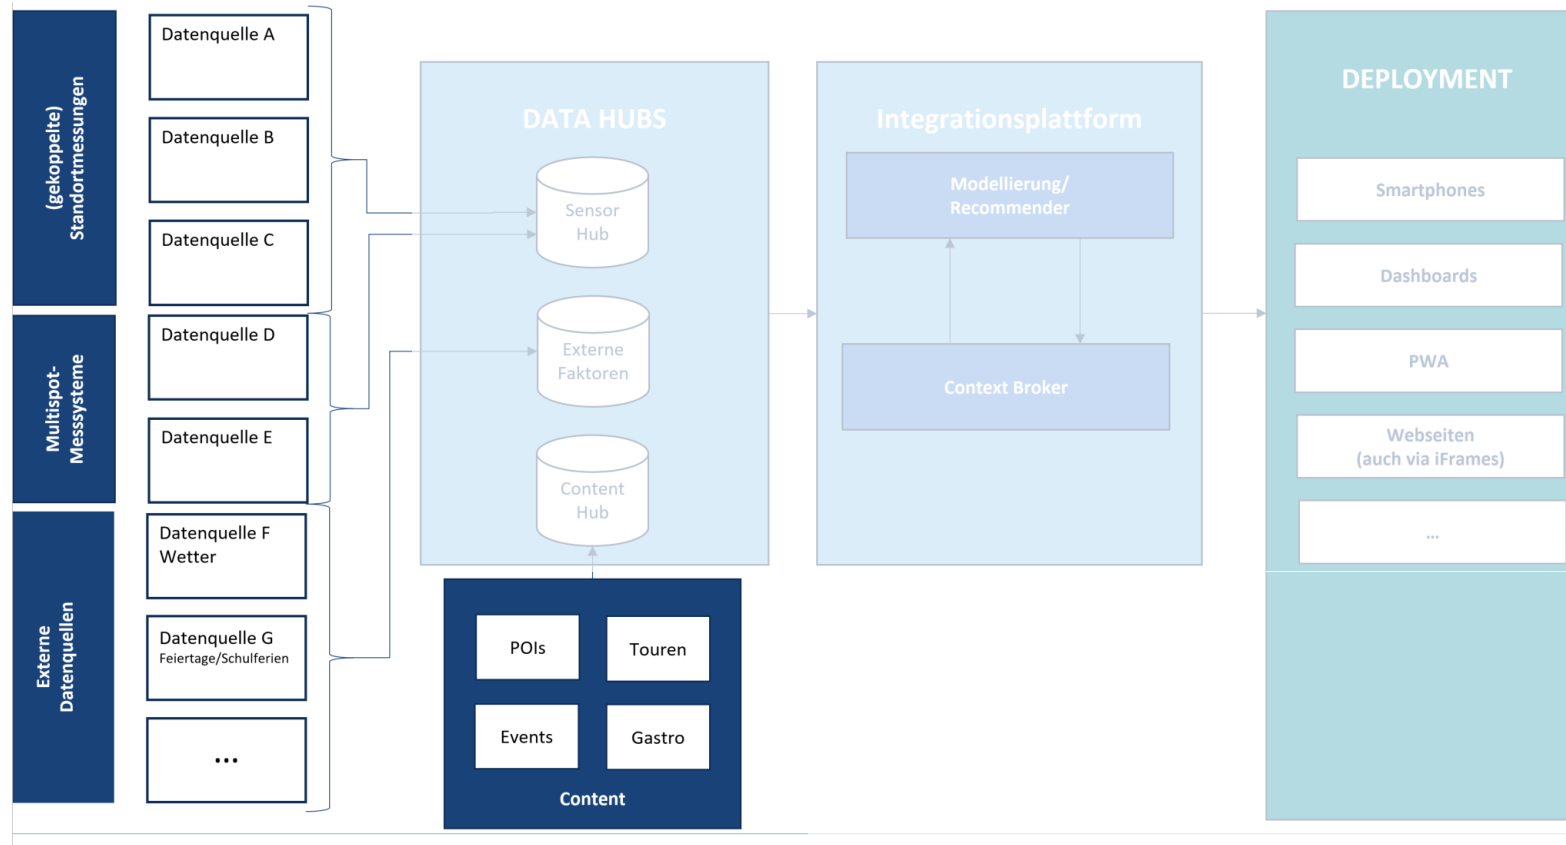 (gekoppelte)
Standortmessungen
Datenquelle A
Datenquelle B
Datenquelle C
Multispot-
Messsysteme
Datenquelle D
Datenquelle E
Externe
Datenquellen
Datenquelle F
Wetter
Datenquelle G
Feiertage/Schulferien
...
DATA HUBS
Sensor
Hub
Externe
Faktoren
Content
Hub
POIs
Touren
Events
Gastro
Content
Integrationsplattform
Modellierung/
Recommender
Context Broker
DEPLOYMENT
Smartphones
Dashboards
PWA
Webseiten
(auch via iFrames)
...